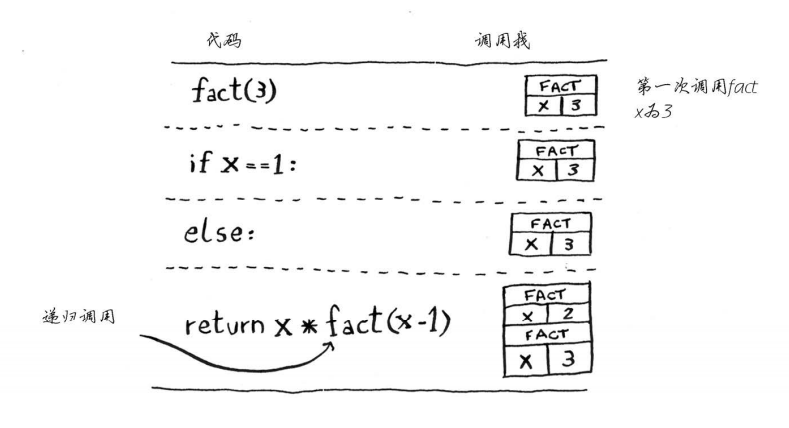 代码 调用栈
fact(3) FACT
X 3
第一次调用fact
x为3
if x==1: FACT
X 3
else: FACT
X 3
递归调用
return x * fact(x-1) FACT
X 2
FACT
X 3